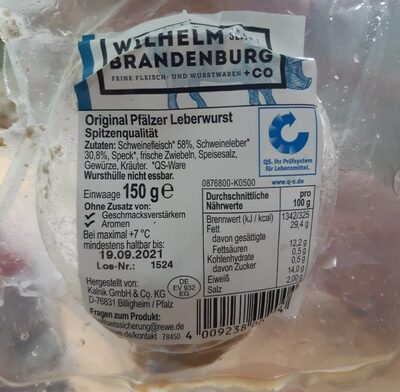 WILHELM
BRANDENBURG
FEINE FLEISCH- UND WURSTWAREN + CO
Original Pfälzer Leberwurst
Spitzenqualität
Zutaten: Schweinefleisch* 58%, Schweineleber*
30,8%, Speck*, frische Zwiebeln, Speisesalz,
Gewürze, Kräuter. *QS-Ware
Wursthülle nicht essbar.
QS. Ihr Prüfsystem
für Lebensmittel.
www.q-s.de
0876800-K0500
Einwaage 150 g e
Ohne Zusatz von:
✓ Geschmacksverstärkern
✓ Aromen
Bei maximal +7 °C
mindestens haltbar bis:
19.09.2021
Los-Nr.: 1524
Durchschnittliche pro
Nährwerte 100 g
Brennwert (kJ / kcal) 1342/325
Fett 29,4 g
davon gesättigte
Fettsäuren 12,2 g
Kohlenhydrate 0,5 g
davon Zucker 0,5 g
Eiweiß 14,0 g
Salz 2,00 g
Hergestellt von:
Kalnik GmbH & Co. KG
D-76831 Billigheim / Pfalz
DE
EV 932
EG
Fragen zum Produkt:
@rewe.de
/kontakt 78450
4 009238